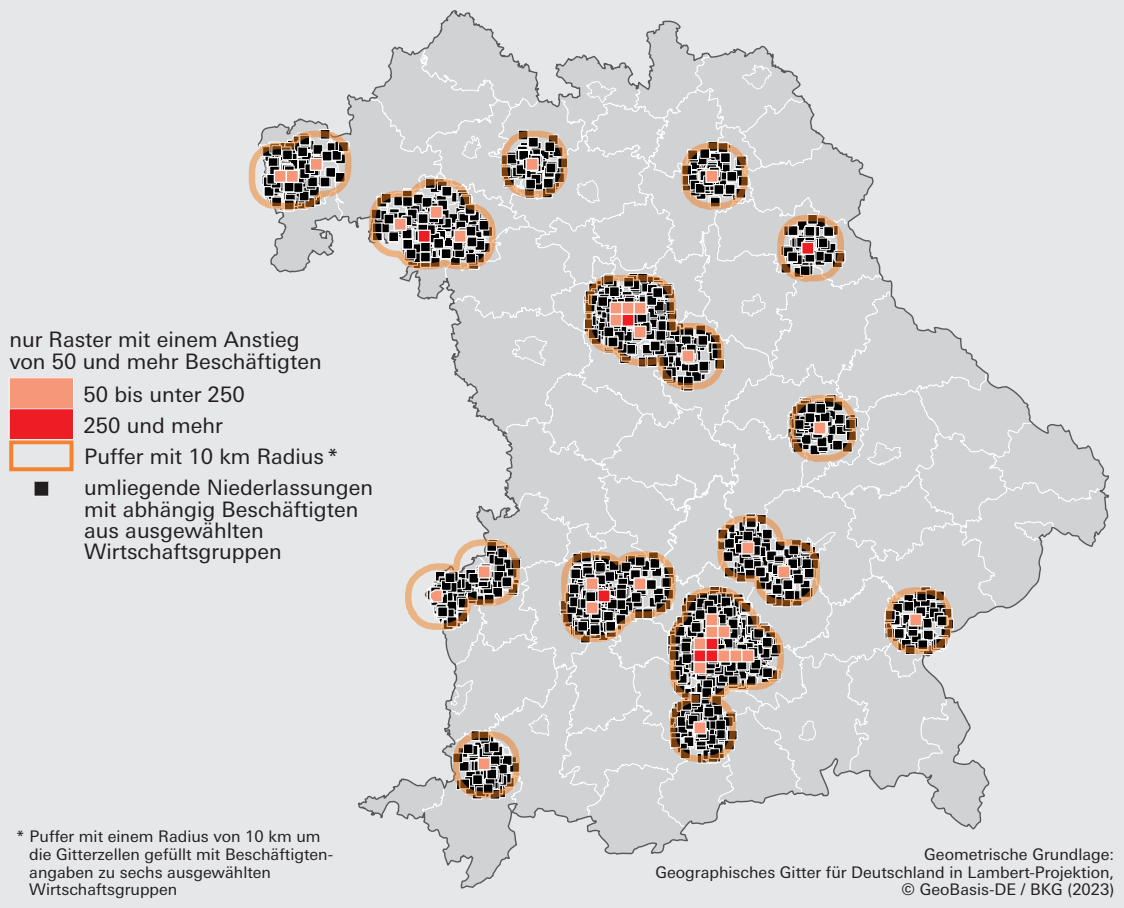 nur Raster mit einem Anstieg
von 50 und mehr Beschäftigten
50 bis unter 250
250 und mehr
Puffer mit 10 km Radius *
umliegende Niederlassungen
mit abhängig Beschäftigten
aus ausgewählten
Wirtschaftsgruppen
* Puffer mit einem Radius von 10 km um
die Gitterzellen gefüllt mit Beschäftigten-
angaben zu sechs ausgewählten
Wirtschaftsgruppen
Geometrische Grundlage:
Geographisches Gitter für Deutschland in Lambert-Projektion,
© GeoBasis-DE / BKG (2023)